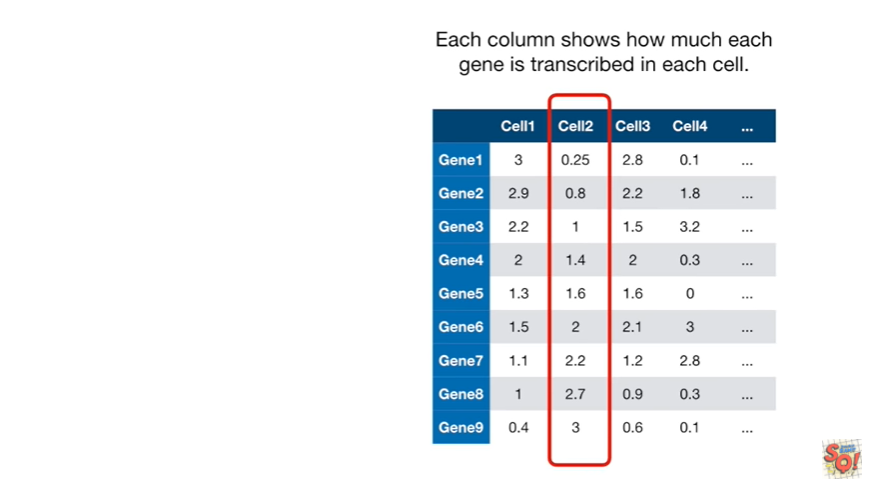 Each column shows how much each
gene is transcribed in each cell.
Cell1 Cell2 Cell3 Cell4 ...
Gene1 3 0.25 2.8 0.1 ...
Gene2 2.9 0.8 2.2 1.8 ...
Gene3 2.2 1 1.5 3.2 ...
Gene4 2 1.4 2 0.3 ...
Gene5 1.3 1.6 1.6 0 ...
Gene6 1.5 2 2.1 3 ...
Gene7 1.1 2.2 1.2 2.8 ...
Gene8 1 2.7 0.9 0.3 ...
Gene9 0.4 3 0.6 0.1 ...
SQ!